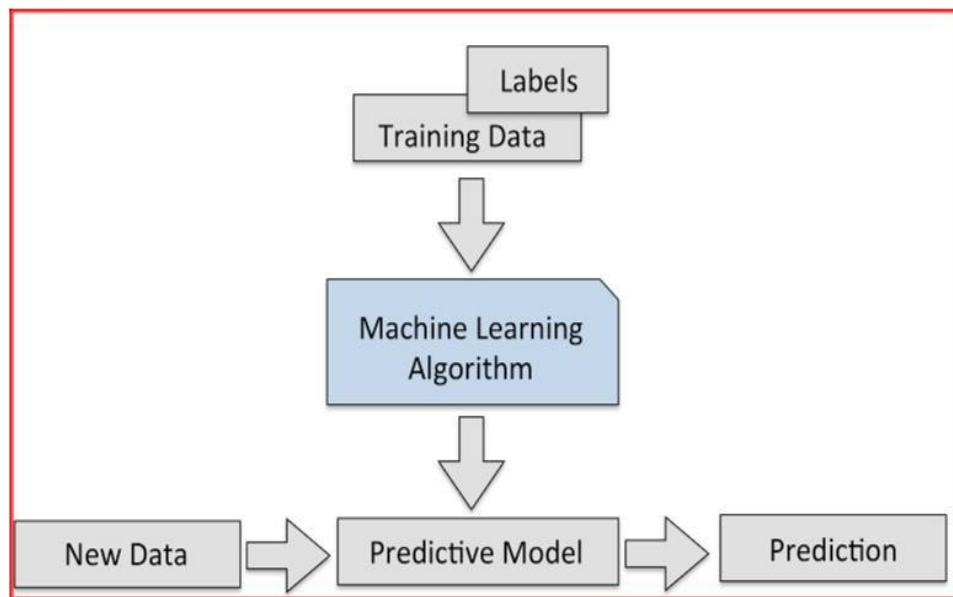 Labels
Training Data
Machine Learning
Algorithm
New Data
Predictive Model
Prediction